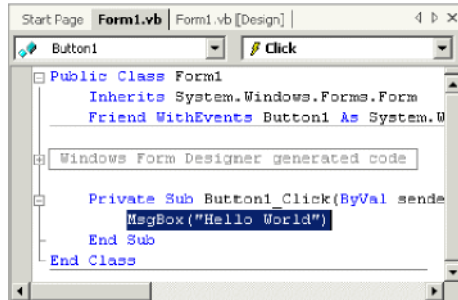 Start Page Form1.vb Form1.vb [Design]
Button1 Click
Public Class Form1
Inherits System.Windows.Forms.Form
Friend WithEvents Button1 As System.W
Windows Form Designer generated code
Private Sub Button1_Click(ByVal sende
MsgBox("Hello World")
End Sub
End Class